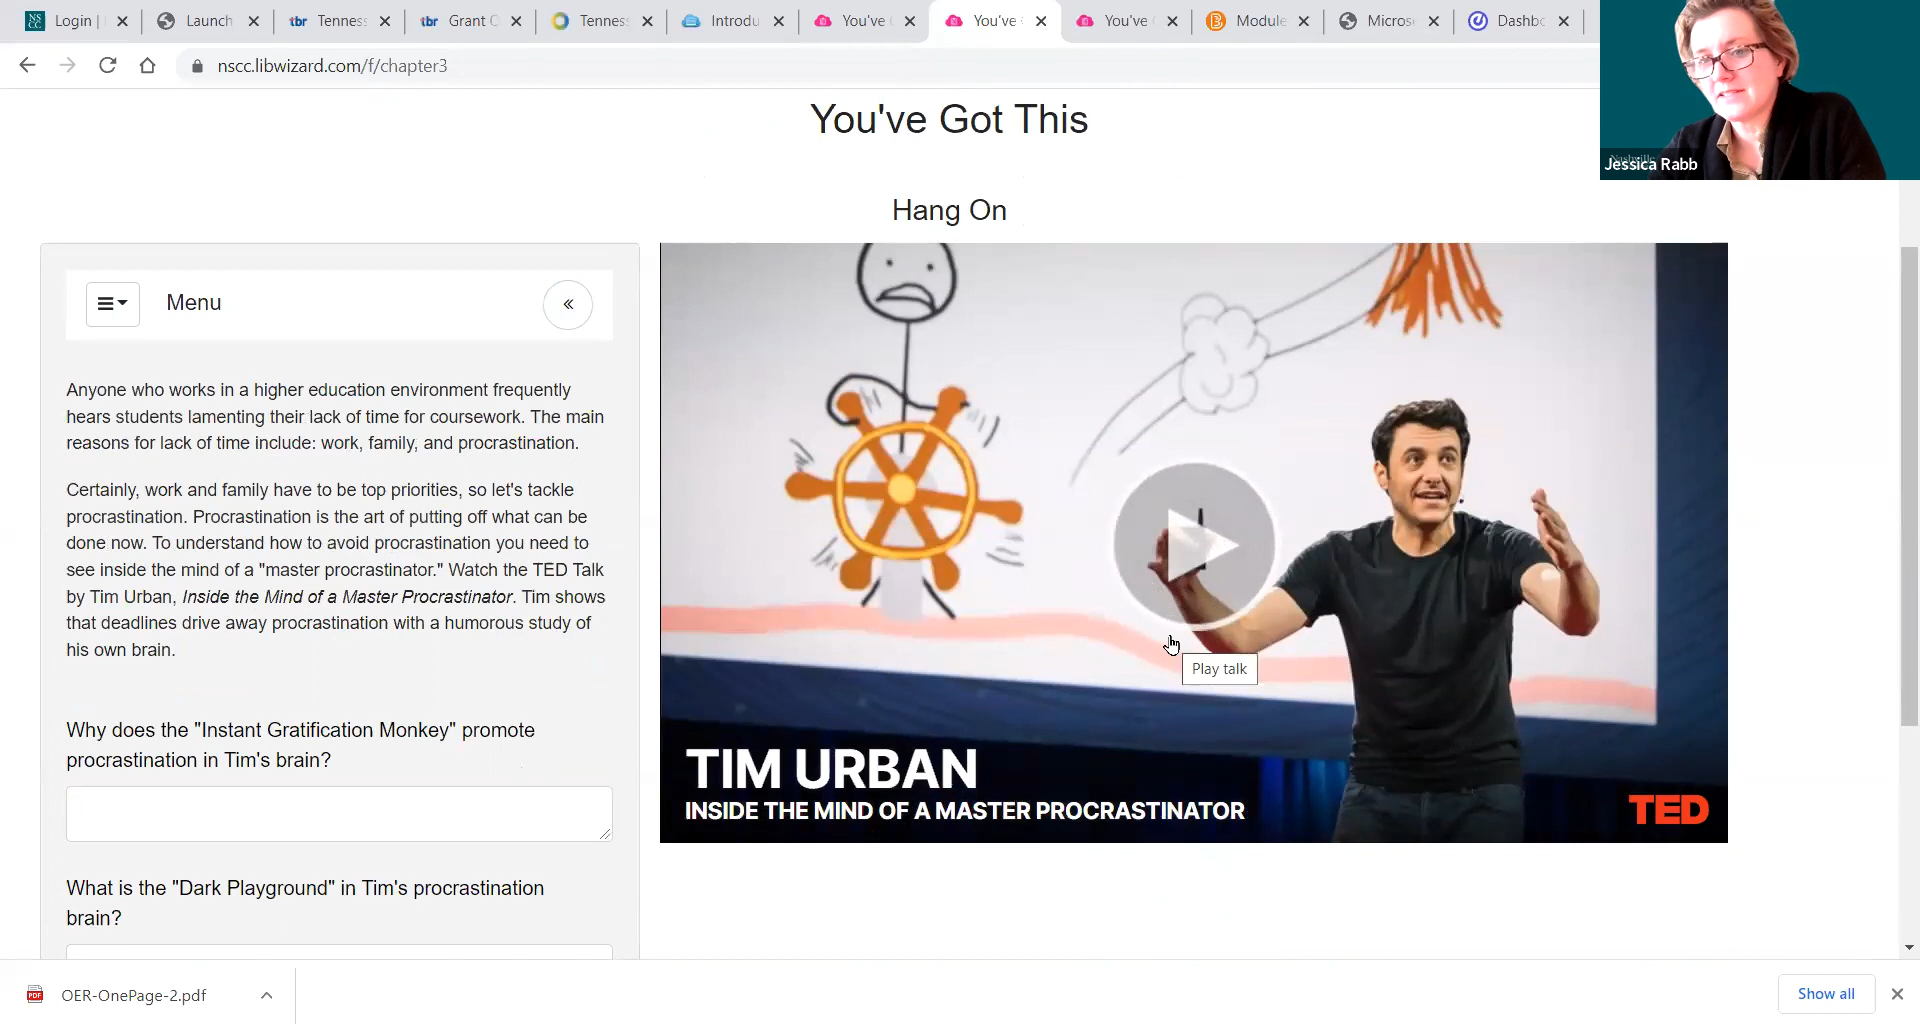 NS
CC
Login |
Launch
tbr
Tennes
tbr
Grant O
Tennes
Introdu
You've
You've
You've
Module
Micros
Dashbo
nscc.libwizard.com/f/chapter3
Jessica Rabb
You've Got This
Hang On
Menu
Anyone who works in a higher education environment frequently
hears students lamenting their lack of time for coursework. The main
reasons for lack of time include: work, family, and procrastination.
Certainly, work and family have to be top priorities, so let's tackle
procrastination. Procrastination is the art of putting off what can be
done now. To understand how to avoid procrastination you need to
see inside the mind of a "master procrastinator." Watch the TED Talk
by Tim Urban, Inside the Mind of a Master Procrastinator. Tim shows
that deadlines drive away procrastination with a humorous study of
his own brain.
Why does the "Instant Gratification Monkey" promote
procrastination in Tim's brain?
What is the "Dark Playground" in Tim's procrastination
brain?
Play talk
TIM URBAN
INSIDE THE MIND OF A MASTER PROCRASTINATOR
TED
PDF
OER-OnePage-2.pdf
Show all